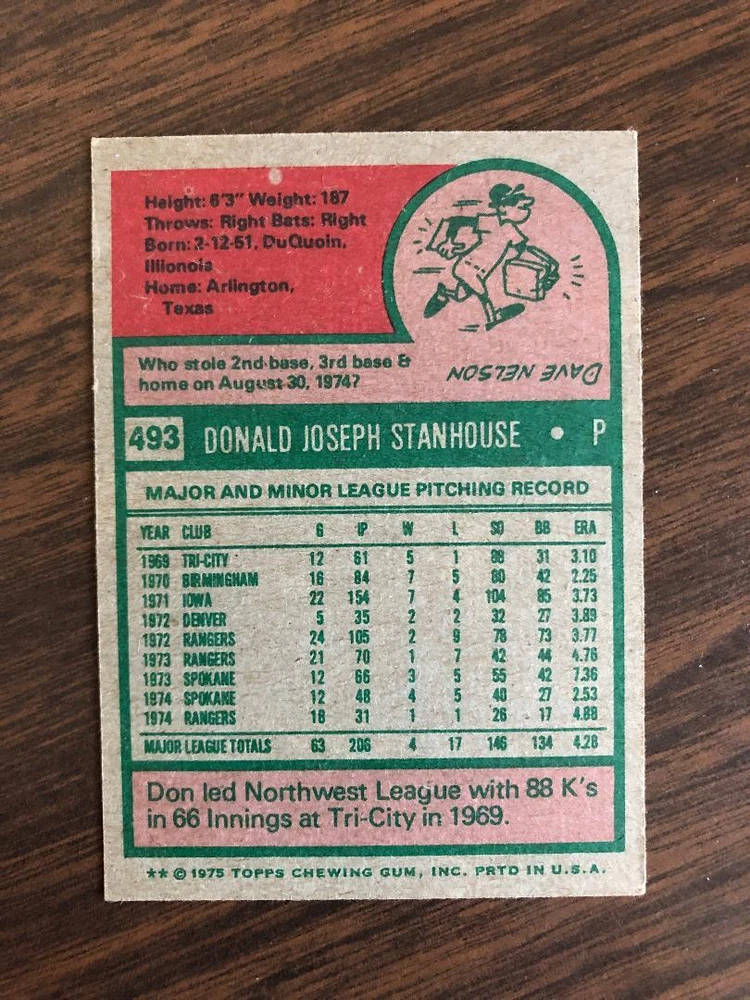 Height: 6'3" Weight: 187
Throws: Right Bats: Right
Born: 2-12-51, DuQuoin,
Illionois
Home: Arlington,
Texas
Who stole 2nd base, 3rd base &
home on August 30, 1974?
DAVE NELSON
493 DONALD JOSEPH STANHOUSE • P
MAJOR AND MINOR LEAGUE PITCHING RECORD
YEAR CLUB G IP W L SO BB ERA
1969 TRI-CITY 12 61 5 1 88 31 3.10
1970 BIRMINGHAM 16 84 7 5 80 42 2.25
1971 IOWA 22 154 7 4 104 85 3.73
1972 DENVER 5 35 2 2 32 27 3.89
1972 RANGERS 24 105 2 9 78 73 3.77
1973 RANGERS 21 70 1 7 42 44 4.76
1973 SPOKANE 12 66 3 5 55 42 7.36
1974 SPOKANE 12 48 4 5 40 27 2.53
1974 RANGERS 18 31 1 1 26 17 4.88
MAJOR LEAGUE TOTALS 63 206 4 17 146 134 4.28
Don led Northwest League with 88 K's
in 66 Innings at Tri-City in 1969.
** © 1975 TOPPS CHEWING GUM, INC. PRTD IN U.S.A.